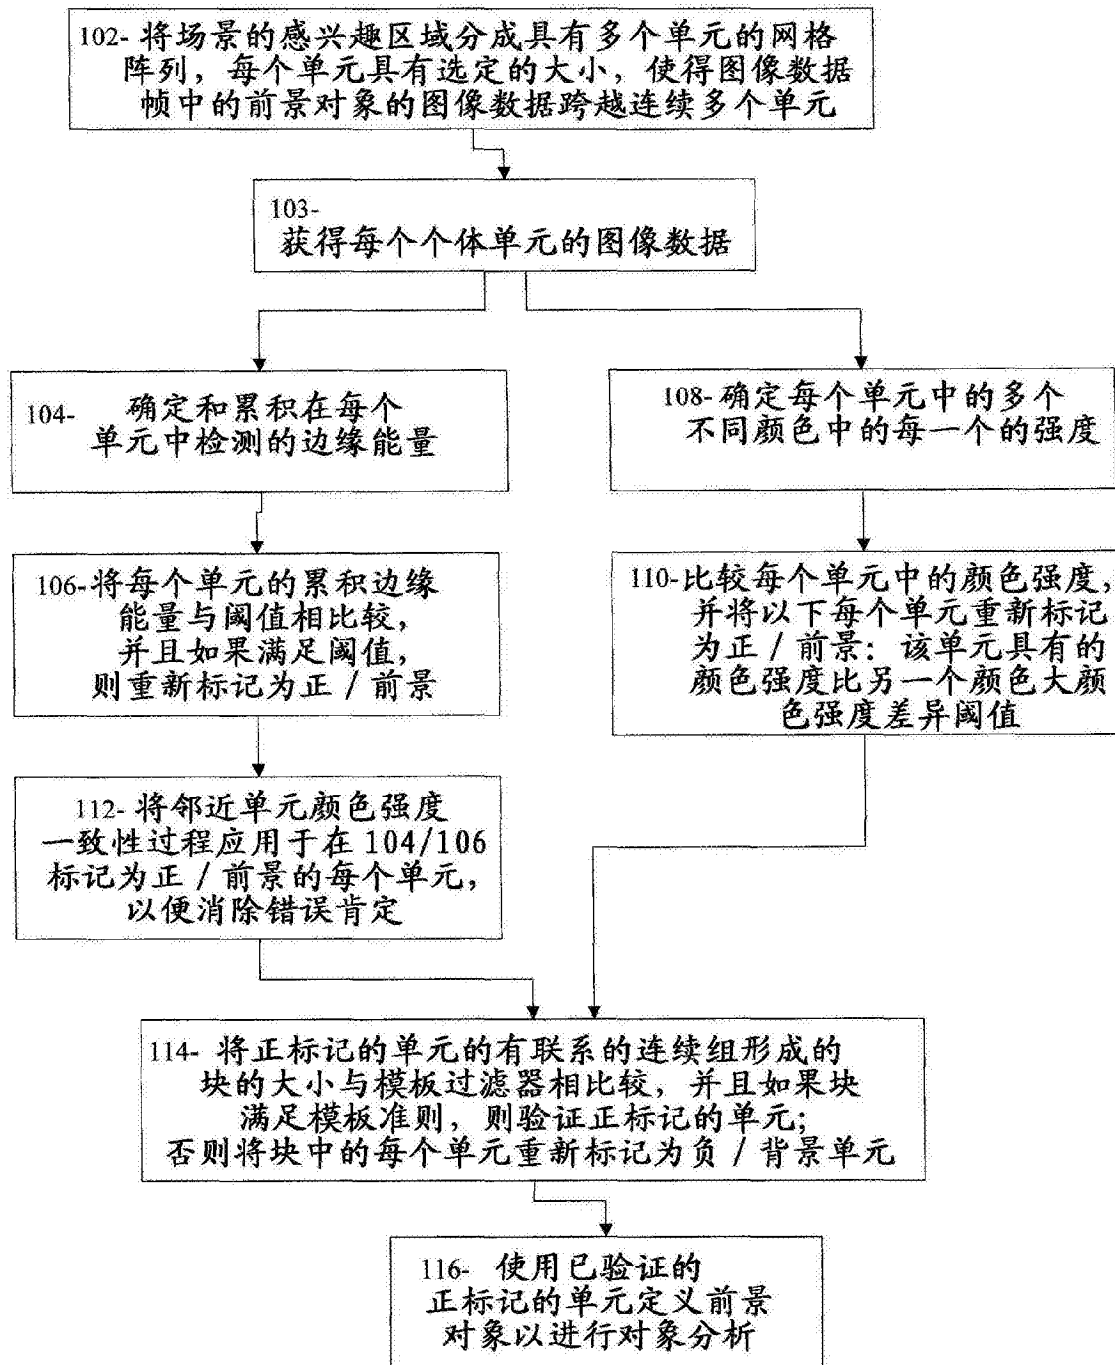 102- 将场景的感兴趣区域分成具有多个单元的网格
阵列，每个单元具有选定的大小，使得图像数据
帧中的前景对象的图像数据跨越连续多个单元
103-
获得每个个体单元的图像数据
104- 确定和累积在每个
单元中检测的边缘能量
108- 确定每个单元中的多个
不同颜色中的每一个的强度
106-将每个单元的累积边缘
能量与阈值相比较，
并且如果满足阈值，
则重新标记为正 / 前景
110-比较每个单元中的颜色强度，
并将以下每个单元重新标记
为正 / 前景：该单元具有的
颜色强度比另一个颜色大颜
色强度差异阈值
112- 将邻近单元颜色强度
一致性过程应用于在 104/106
标记为正 / 前景的每个单元，
以便消除错误肯定
114- 将正标记的单元的有联系的连续组形成的
块的大小与模板过滤器相比较，并且如果块
满足模板准则，则验证正标记的单元；
否则将块中的每个单元重新标记为负 / 背景单元
116- 使用已验证的
正标记的单元定义前景
对象以进行对象分析